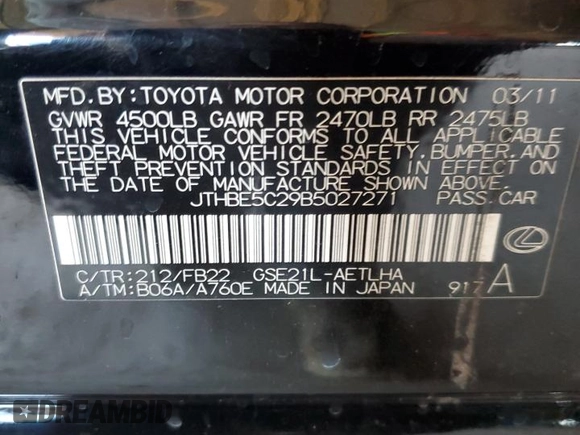 MFD. BY: TOYOTA MOTOR CORPORATION 03/11
GVWR 4500LB GAWR FR 2470LB RR 2475LB
THIS VEHICLE CONFORMS TO ALL APPLICABLE
FEDERAL MOTOR VEHICLE SAFETY, BUMPER, AND
THEFT PREVENTION STANDARDS IN EFFECT ON
THE DATE OF MANUFACTURE SHOWN ABOVE.
JTHBE5C29B5027271 PASS. CAR
C/TR: 212/FB22 GSE21L-AETLHA
A/TM: B06A/A760E MADE IN JAPAN 917 A
DREAMBID